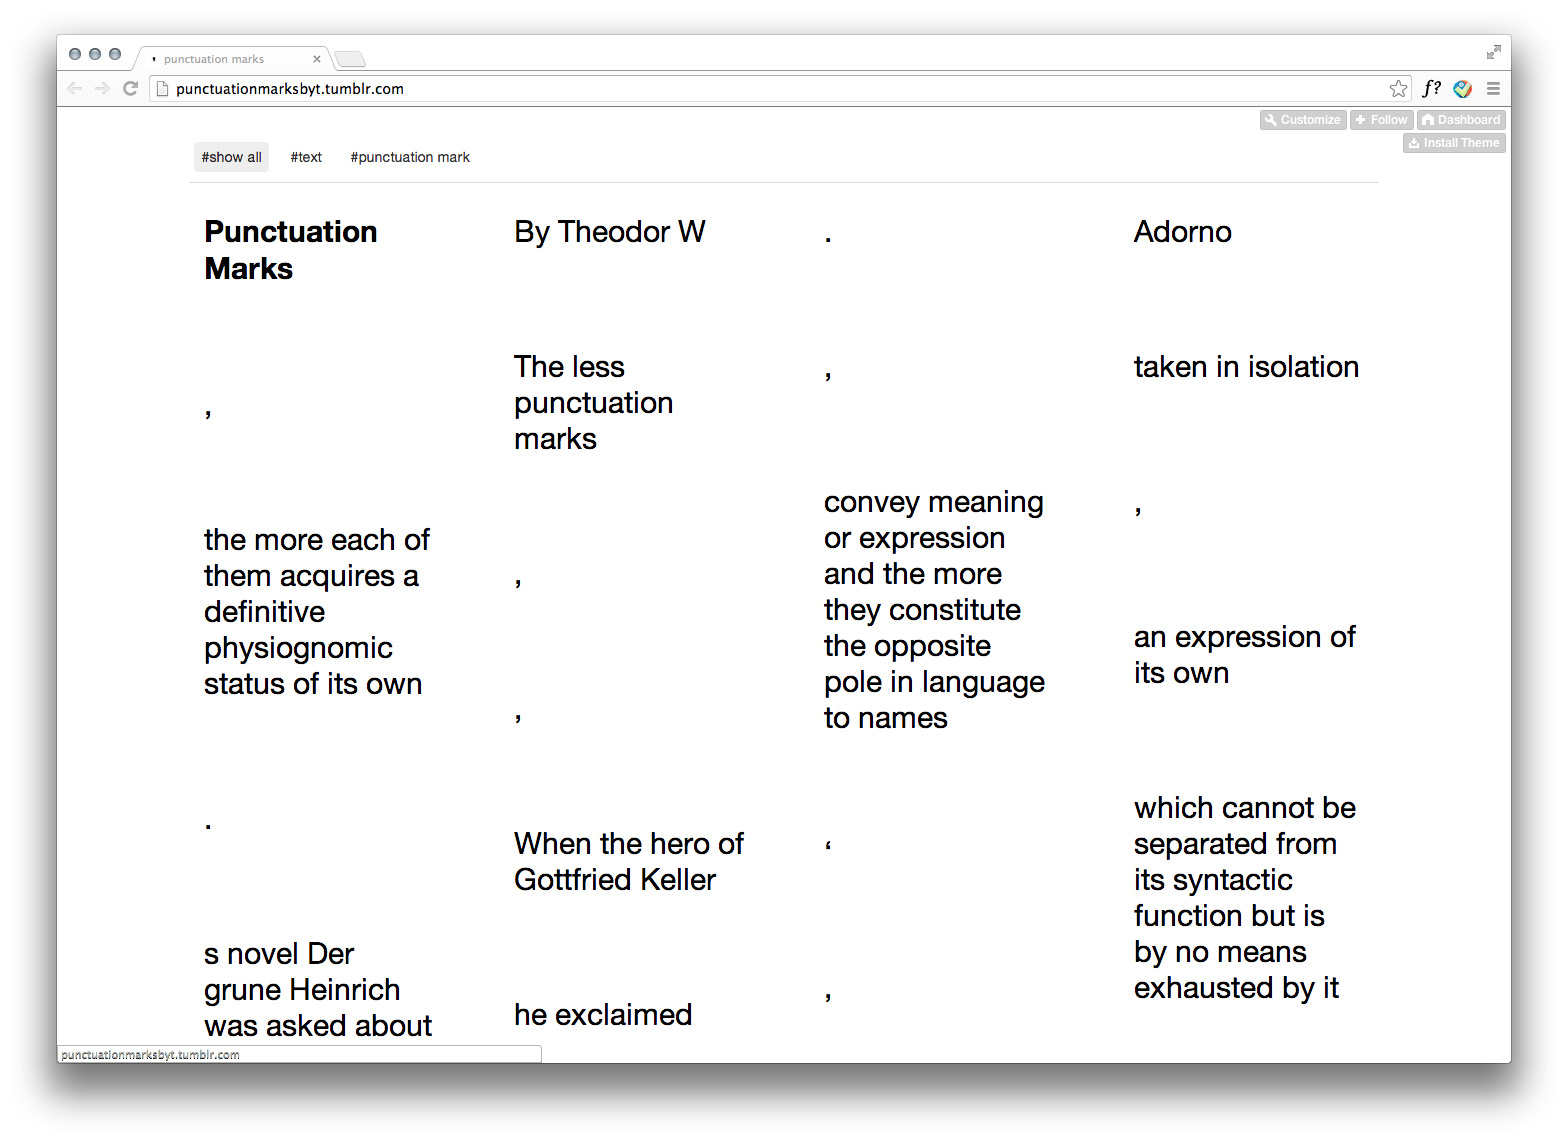 punctuation marks
punctuationmarksbyt.tumblr.com
f?
Customize
Follow
Dashboard
Install Theme
#show all
#text
#punctuation mark
Punctuation
Marks
By Theodor W
.
Adorno
,
The less
punctuation
marks
,
taken in isolation
the more each of
them acquires a
definitive
physiognomic
status of its own
,
convey meaning
or expression
and the more
they constitute
the opposite
pole in language
to names
,
an expression of
its own
,
.
When the hero of
Gottfried Keller
‘
which cannot be
separated from
its syntactic
function but is
by no means
exhausted by it
s novel Der
grune Heinrich
was asked about
he exclaimed
,
punctuationmarksbyt.tumblr.com